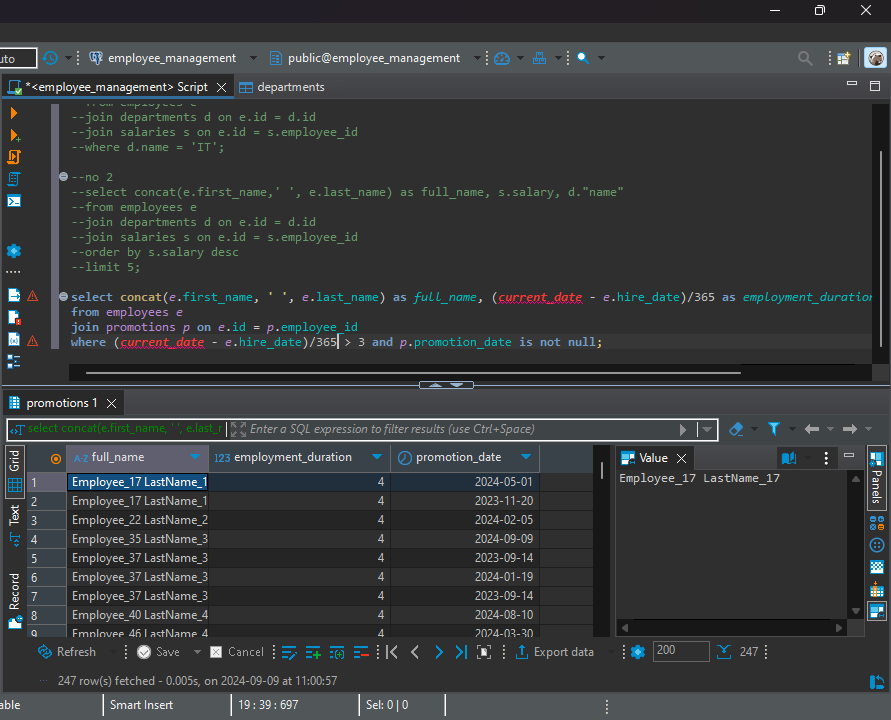 uto
employee_management
public@employee_management
*<employee_management> Script
departments
--from employees e
--join departments d on e.id = d.id
--join salaries s on e.id = s.employee_id
--where d.name = 'IT';
--no 2
--select concat(e.first_name,' ', e.last_name) as full_name, s.salary, d."name"
--from employees e
--join departments d on e.id = d.id
--join salaries s on e.id = s.employee_id
--order by s.salary desc
--limit 5;
select concat(e.first_name, ' ', e.last_name) as full_name, (current_date - e.hire_date)/365 as employment_duration
from employees e
join promotions p on e.id = p.employee_id
where (current_date - e.hire_date)/365 > 3 and p.promotion_date is not null;
promotions 1
select concat(e.first_name, ' ', e.last_n
Enter a SQL expression to filter results (use Ctrl+Space)
Grid
Text
Record
A-Z full_name 123 employment_duration promotion_date
1 Employee_17 LastName_1 4 2024-05-01
2 Employee_17 LastName_1 4 2023-11-20
3 Employee_22 LastName_2 4 2024-02-05
4 Employee_35 LastName_3 4 2024-09-09
5 Employee_37 LastName_3 4 2023-09-14
6 Employee_37 LastName_3 4 2024-01-19
7 Employee_37 LastName_3 4 2023-09-14
8 Employee_40 LastName_4 4 2024-08-10
9 Employee_46 LastName_4 4 2024-03-30
Value
Employee_17 LastName_17
Panels
Refresh Save Cancel Export data 200 247
247 row(s) fetched - 0.005s, on 2024-09-09 at 11:00:57
able Smart Insert 19 : 39 : 697 Sel: 0 | 0